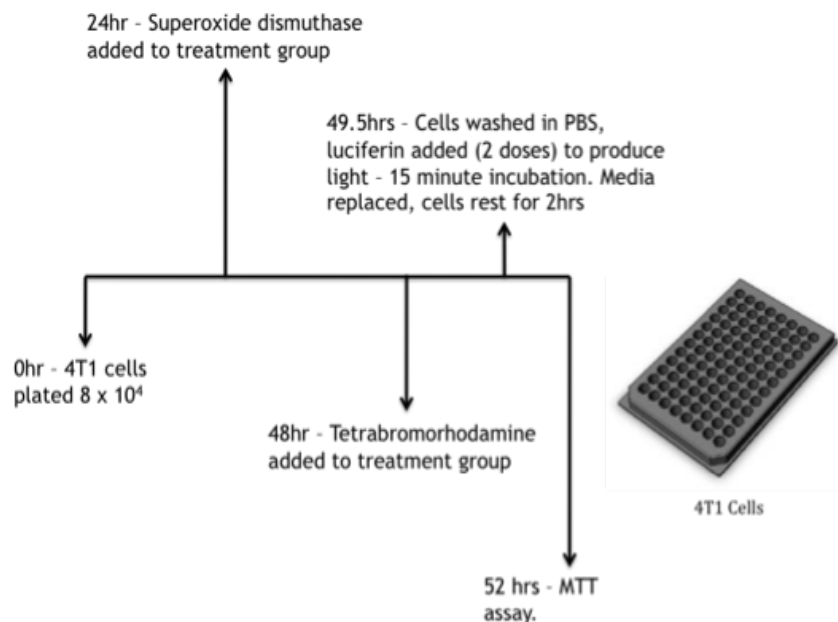 24hr - Superoxide dismuthase
added to treatment group
49.5hrs - Cells washed in PBS,
luciferin added (2 doses) to produce
light - 15 minute incubation. Media
replaced, cells rest for 2hrs
0hr - 4T1 cells
plated 8 x 10⁴
48hr - Tetrabromorhodamine
added to treatment group
4T1 Cells
52 hrs - MTT
assay.